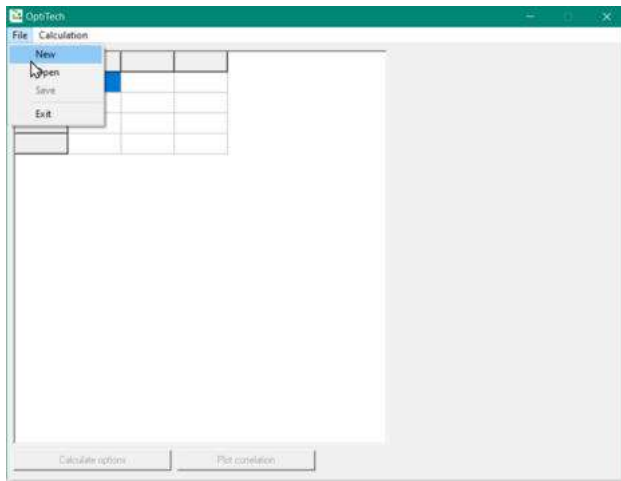 OptiTech
File Calculation
New
Open
Save
Exit
Calculate options
Plot correlation